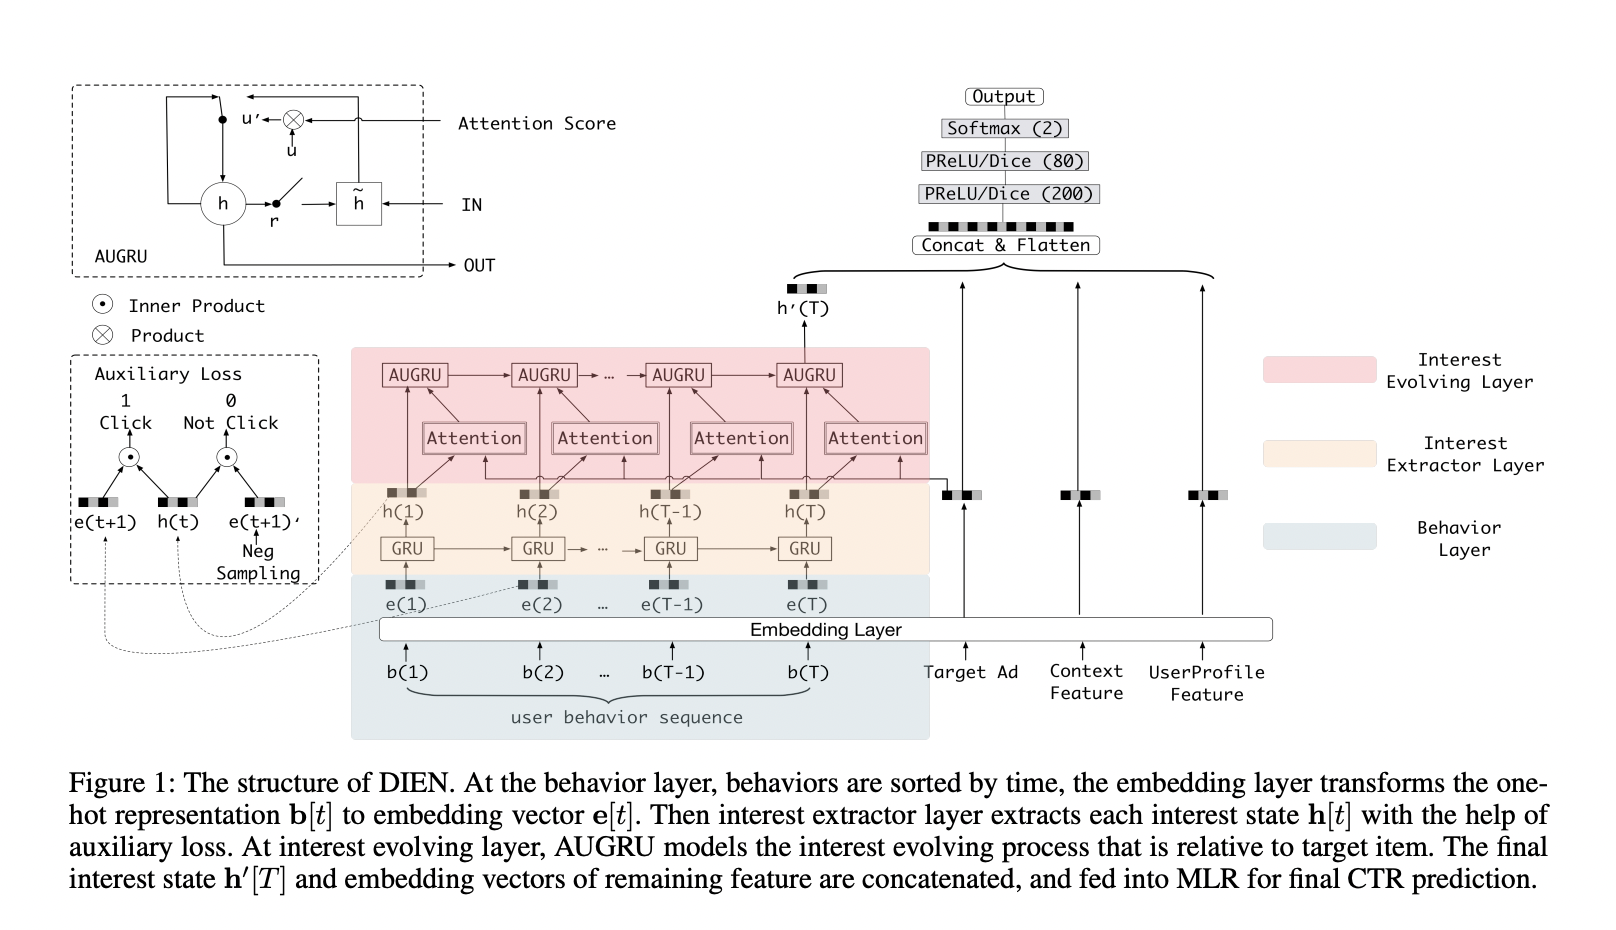 Output
Softmax (2)
PReLU/Dice (80)
PReLU/Dice (200)
Concat & Flatten
h′(T)
u′
u
Attention Score
h
r
h̃
IN
AUGRU
OUT
Inner Product
Product
Auxiliary Loss
1 0
Click Not Click
e(t+1) h(t) e(t+1)′
Neg
Sampling
AUGRU AUGRU ... AUGRU AUGRU
Attention Attention Attention Attention
h(1) h(2) h(T-1) h(T)
GRU GRU ... GRU GRU
e(1) e(2) ... e(T-1) e(T)
Embedding Layer
b(1) b(2) ... b(T-1) b(T)
user behavior sequence
Target Ad
Context
Feature
UserProfile
Feature
Interest
Evolving Layer
Interest
Extractor Layer
Behavior
Layer
Figure 1: The structure of DIEN. At the behavior layer, behaviors are sorted by time, the embedding layer transforms the one-
hot representation b[t] to embedding vector e[t]. Then interest extractor layer extracts each interest state h[t] with the help of
auxiliary loss. At interest evolving layer, AUGRU models the interest evolving process that is relative to target item. The final
interest state h′[T] and embedding vectors of remaining feature are concatenated, and fed into MLR for final CTR prediction.